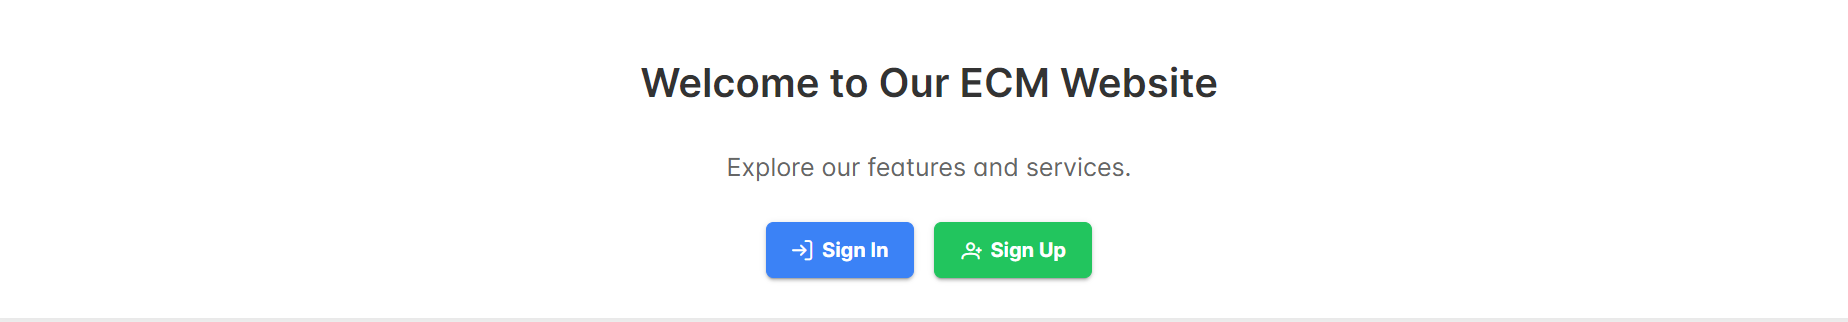 Welcome to Our ECM Website
Explore our features and services.
Sign In
Sign Up